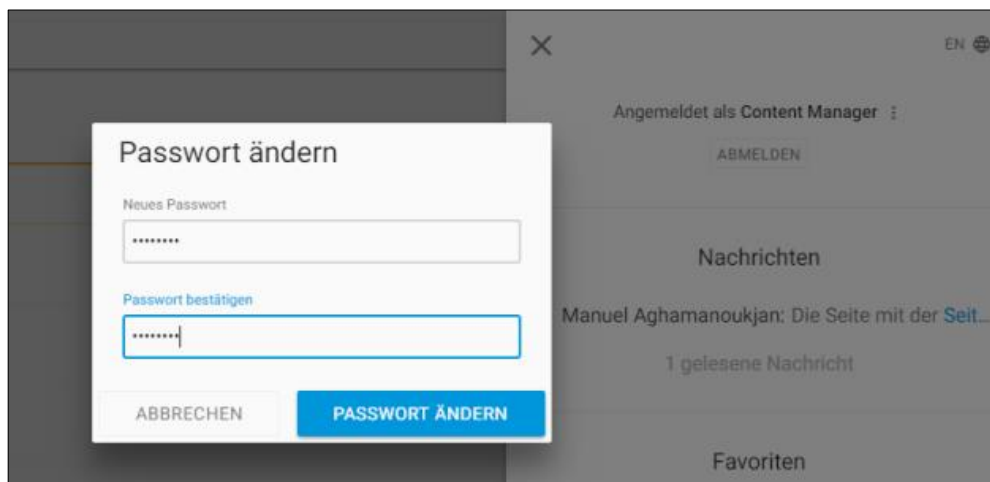 EN
Angemeldet als Content Manager
ABMELDEN
Passwort ändern
Neues Passwort
••••••••
Passwort bestätigen
••••••••
ABBRECHEN
PASSWORT ÄNDERN
Nachrichten
Manuel Aghamanoukjan: Die Seite mit der Seit...
1 gelesene Nachricht
Favoriten